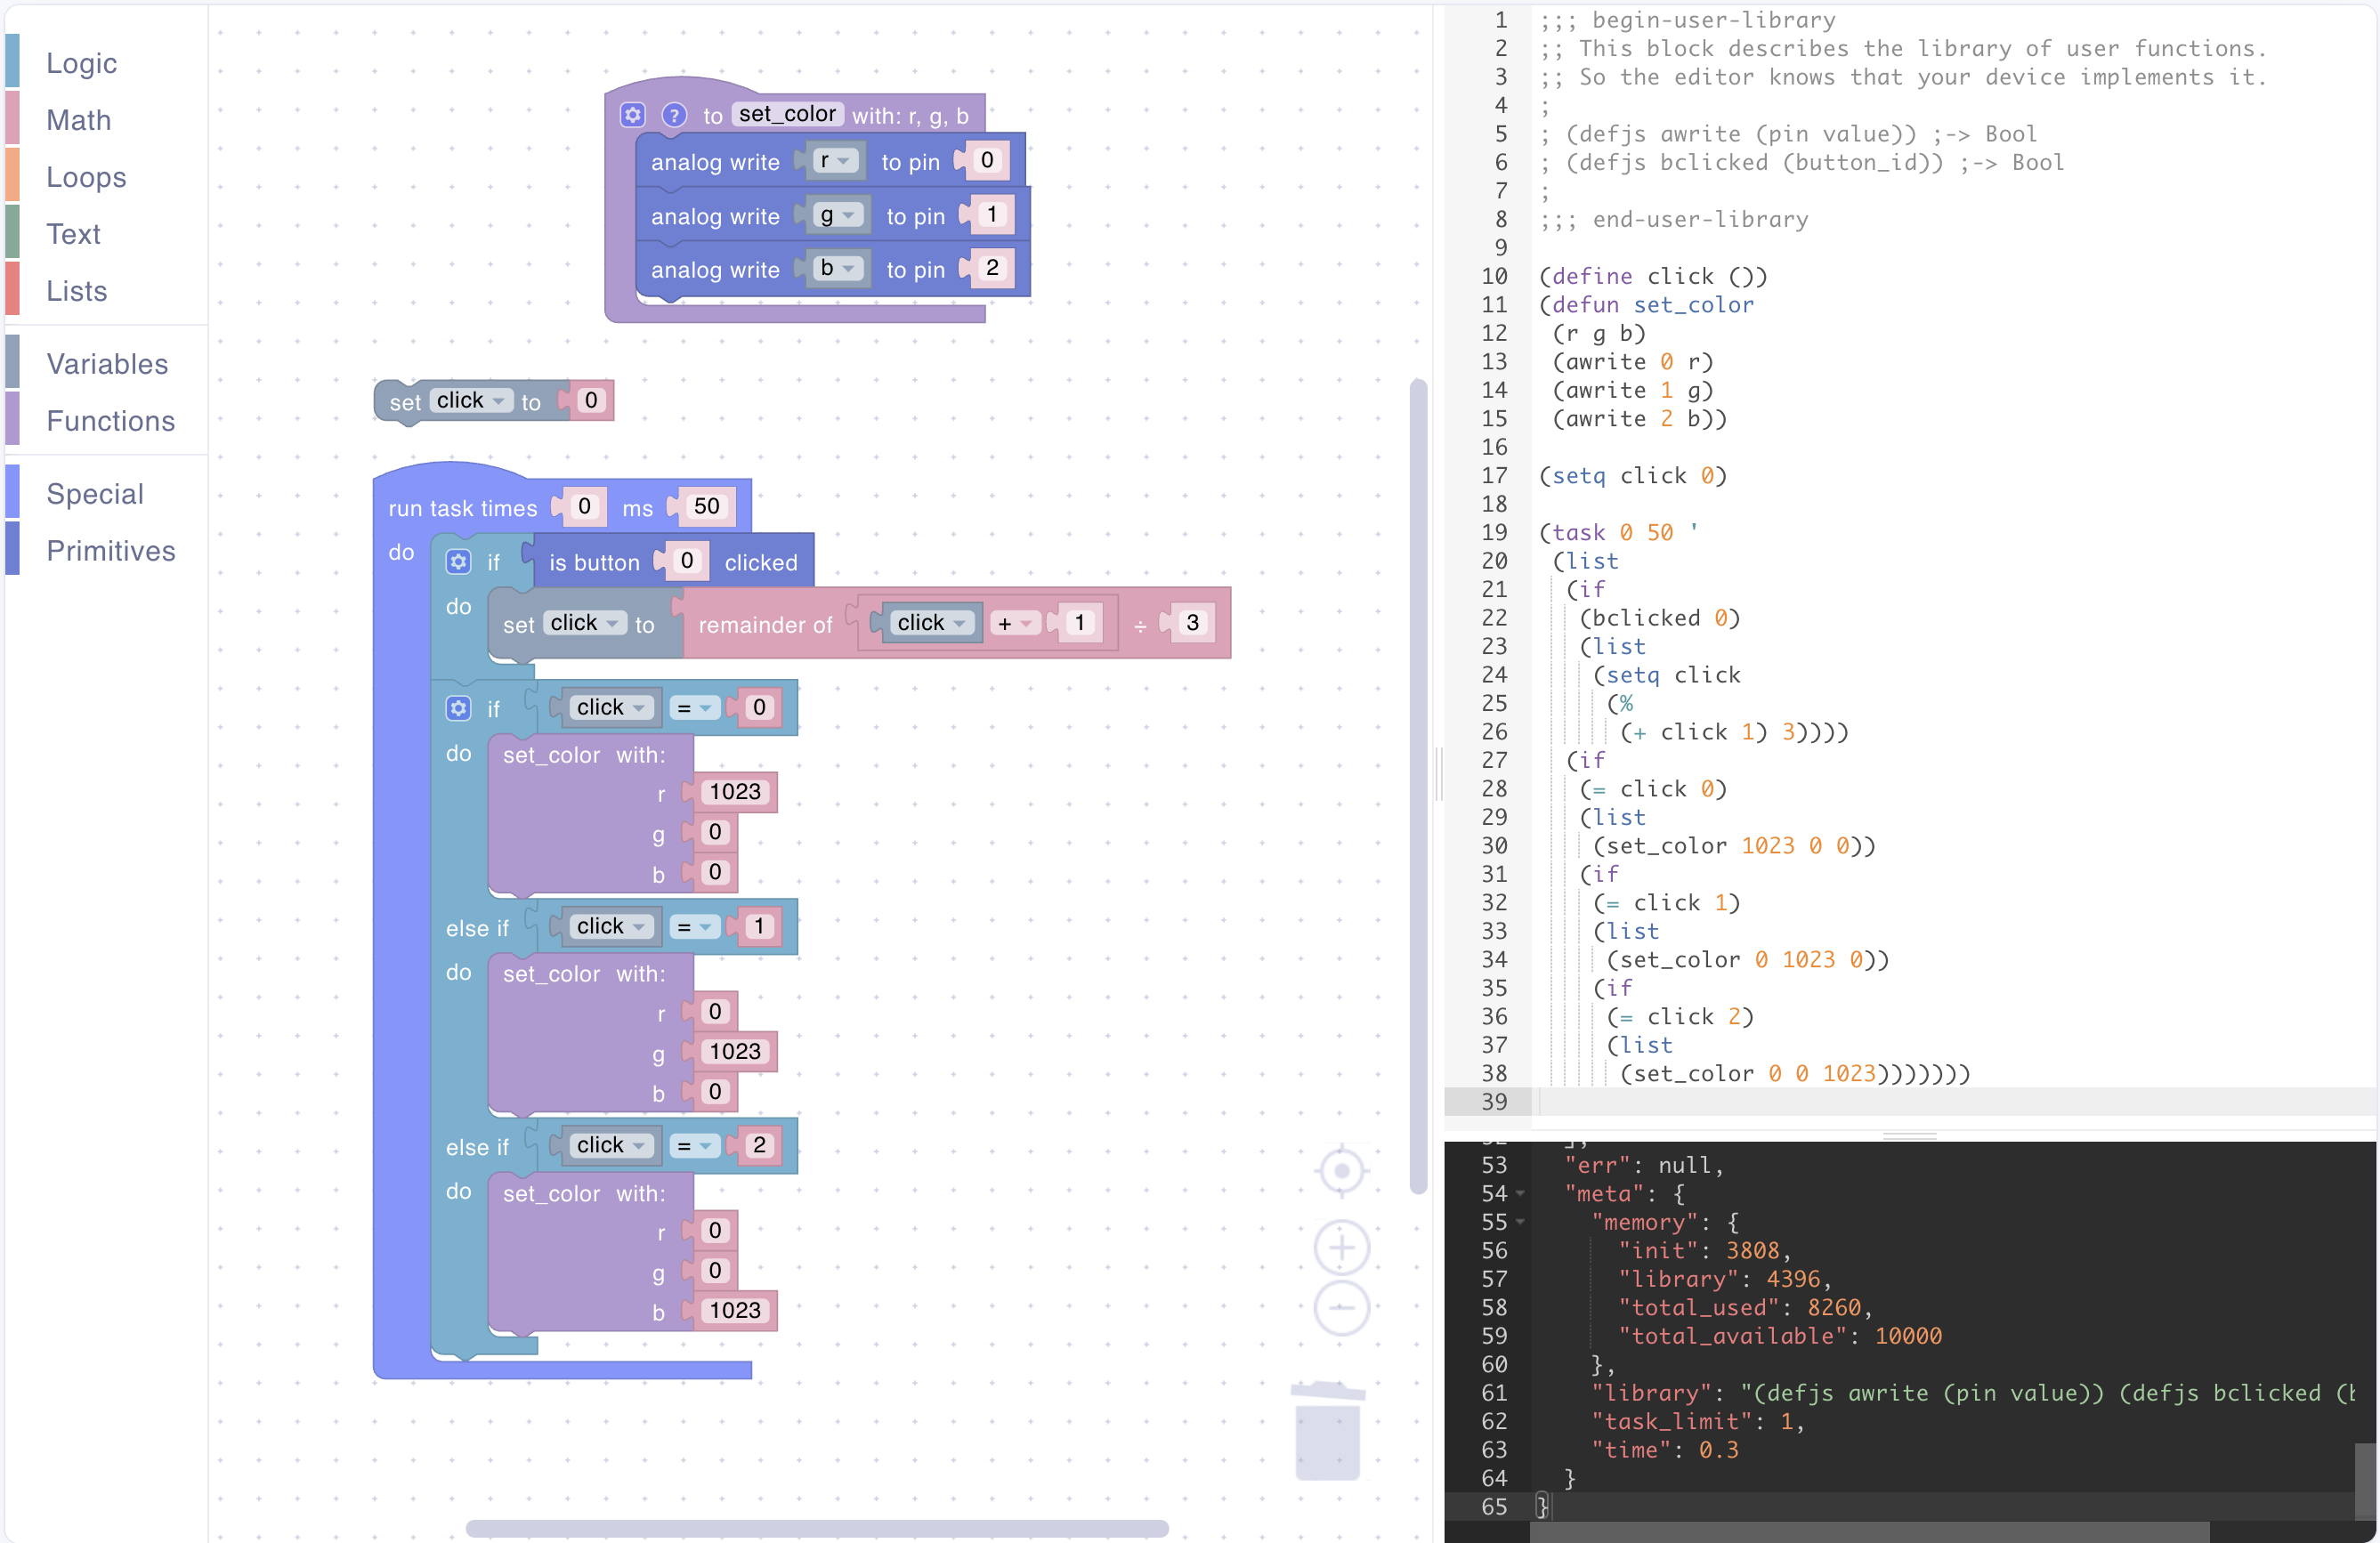 Logic
Math
Loops
Text
Lists
Variables
Functions
Special
Primitives
? to set_color with: r, g, b
analog write r to pin 0
analog write g to pin 1
analog write b to pin 2
set click to 0
run task times 0 ms 50
do if is button 0 clicked
do set click to remainder of click + 1 ÷ 3
if click = 0
do set_color with:
r 1023
g 0
b 0
else if click = 1
do set_color with:
r 0
g 1023
b 0
else if click = 2
do set_color with:
r 0
g 0
b 1023
1 ;;; begin-user-library
2 ;; This block describes the library of user functions.
3 ;; So the editor knows that your device implements it.
4 ;
5 ; (defjs awrite (pin value)) ;-> Bool
6 ; (defjs bclicked (button_id)) ;-> Bool
7 ;
8 ;;; end-user-library
9
10 (define click ())
11 (defun set_color
12 (r g b)
13 (awrite 0 r)
14 (awrite 1 g)
15 (awrite 2 b))
16
17 (setq click 0)
18
19 (task 0 50 '
20 (list
21 (if
22 (bclicked 0)
23 (list
24 (setq click
25 (%
26 (+ click 1) 3))))
27 (if
28 (= click 0)
29 (list
30 (set_color 1023 0 0))
31 (if
32 (= click 1)
33 (list
34 (set_color 0 1023 0))
35 (if
36 (= click 2)
37 (list
38 (set_color 0 0 1023)))))))
39
53 "err": null,
54 "meta": {
55 "memory": {
56 "init": 3808,
57 "library": 4396,
58 "total_used": 8260,
59 "total_available": 10000
60 },
61 "library": "(defjs awrite (pin value)) (defjs bclicked (
62 "task_limit": 1,
63 "time": 0.3
64 }
65 }